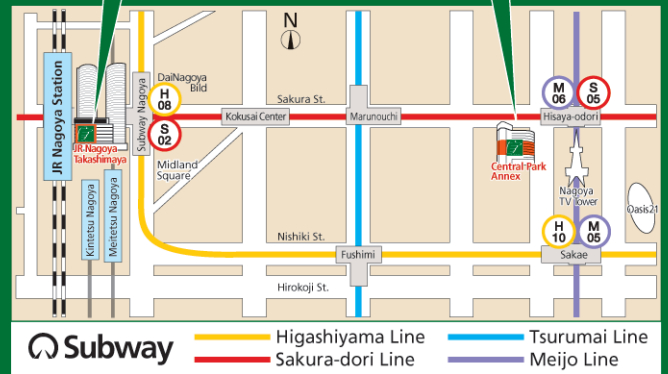 N
DaiNagoya
Bild
H
08
Sakura St.
M
06
S
05
JR Nagoya Station
Subway Nagoya
Kokusai Center
Marunouchi
Hisaya-odori
S
02
JR Nagoya
Takashimaya
Midland
Square
Central Park
Annex
Kintetsu Nagoya
Meitetsu Nagoya
Nagoya
TV Tower
Oasis21
H
10
M
05
Nishiki St.
Fushimi
Sakae
Hirokoji St.
Subway
Higashiyama Line
Tsurumai Line
Sakura-dori Line
Meijo Line